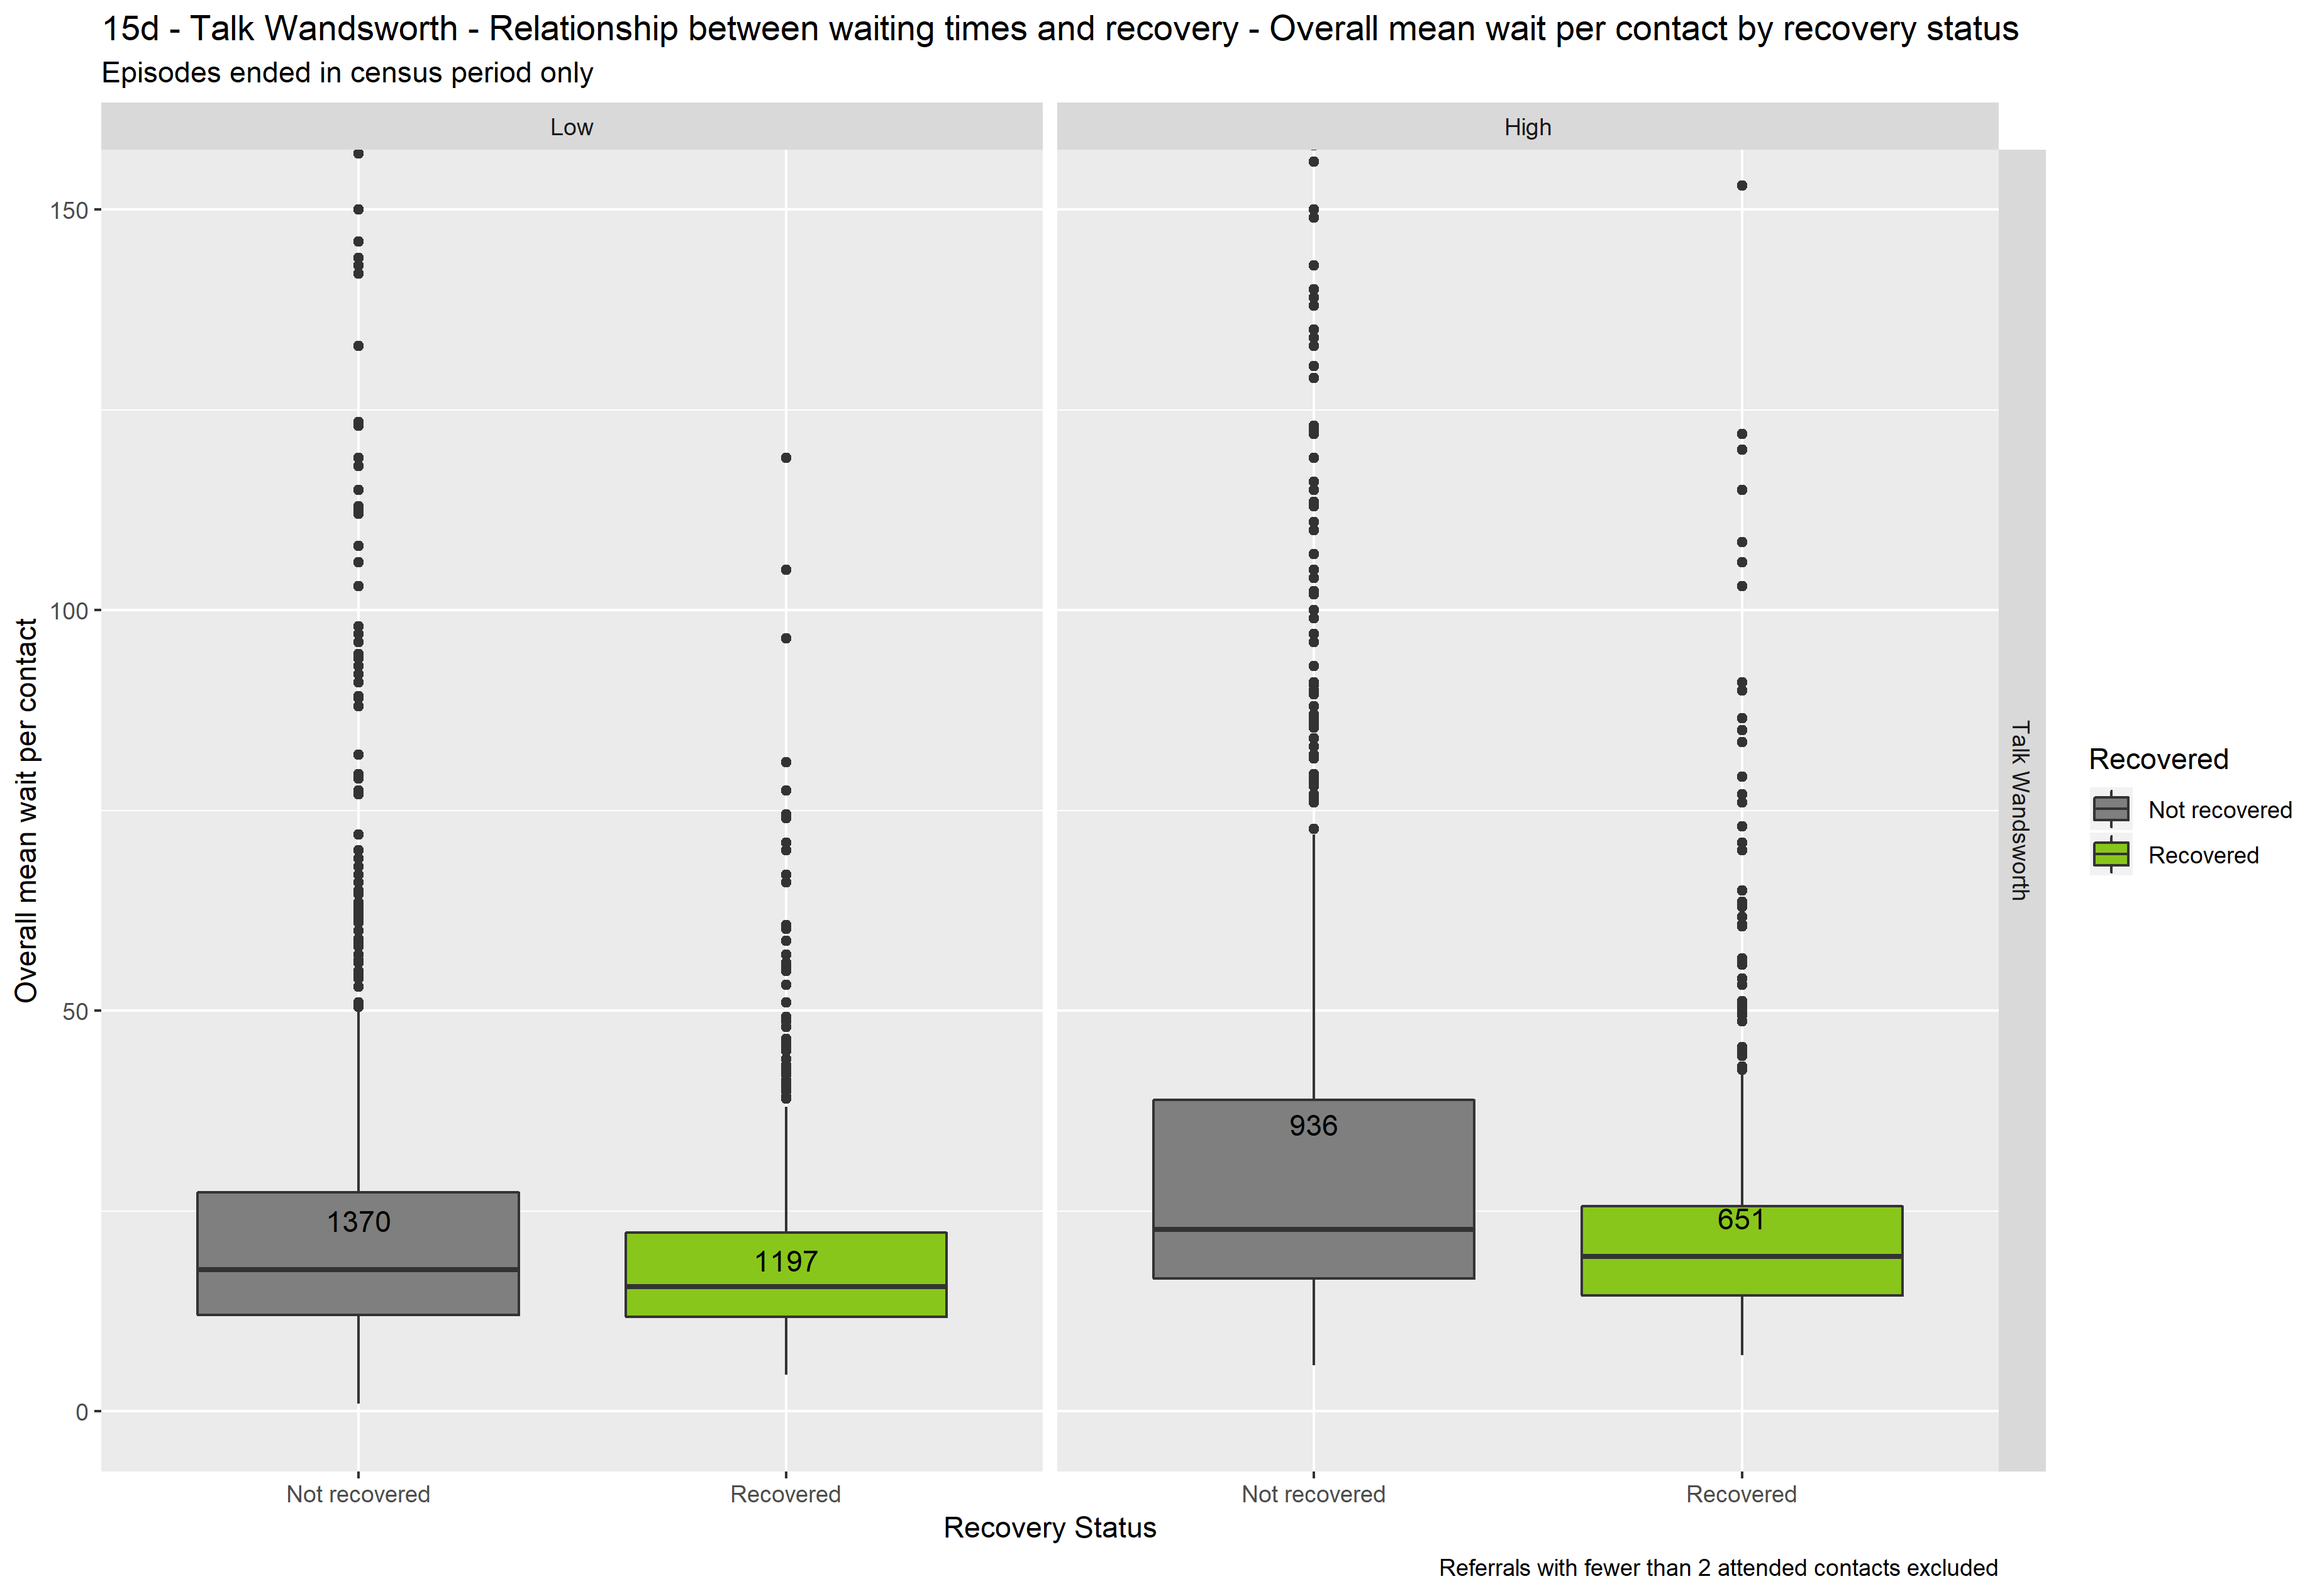 15d - Talk Wandsworth - Relationship between waiting times and recovery - Overall mean wait per contact by recovery status
Episodes ended in census period only
Low
High
150
100
50
0
Overall mean wait per contact
1370
1197
936
651
Talk Wandsworth
Recovered
Not recovered
Recovered
Not recovered
Recovered
Not recovered
Recovered
Recovery Status
Referrals with fewer than 2 attended contacts excluded